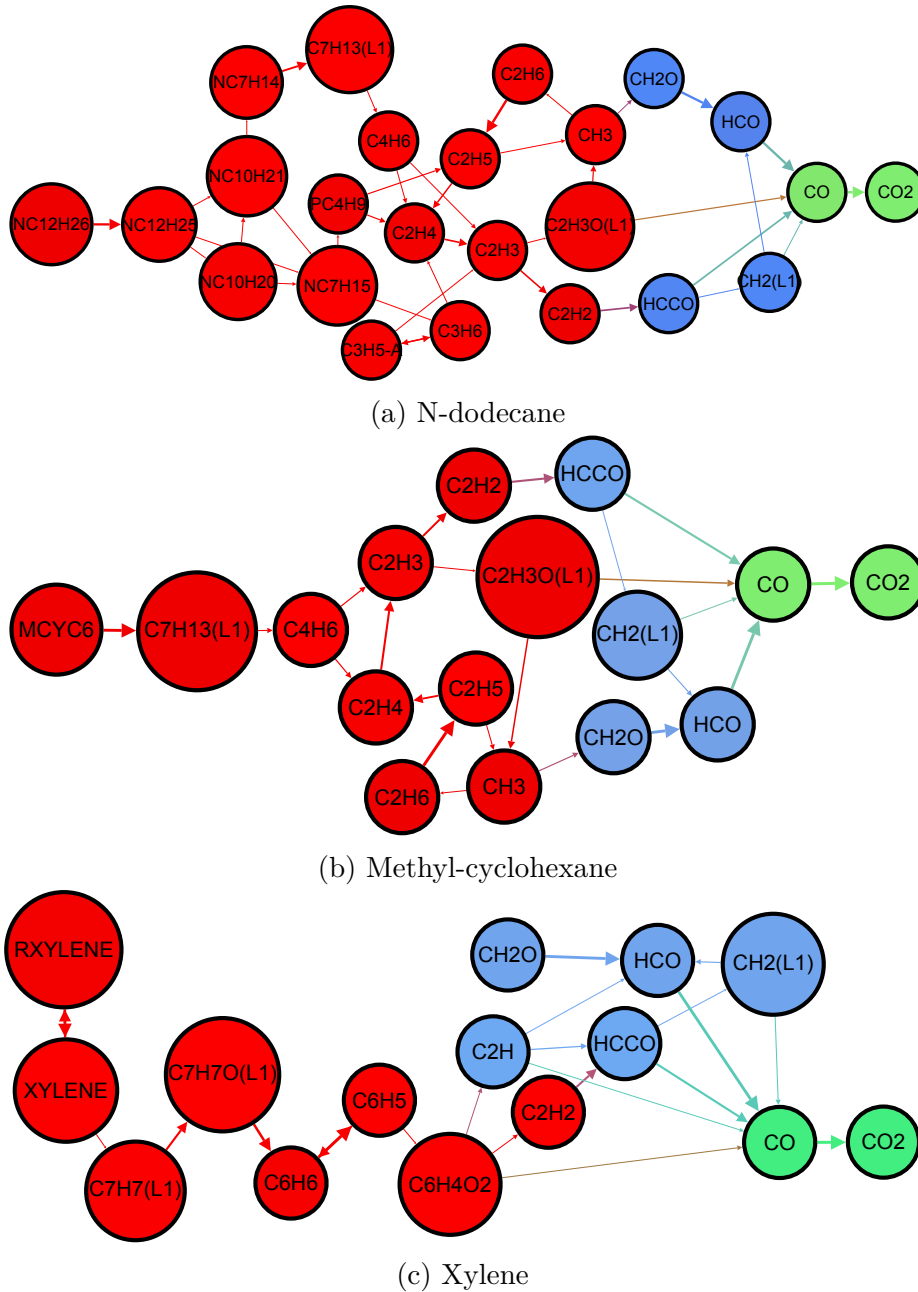 C7H13(L1)
NC7H14
C2H6
CH2O
HCO
CH3
C4H6
C2H5
NC10H21
CO
CO2
PC4H9
NC12H26
NC12H25
C2H4
C2H3O(L1
C2H3
NC10H20
NC7H15
CH2(L1)
HCCO
C2H2
C3H6
C3H5-A
(a) N-dodecane
HCCO
C2H2
C2H3
C2H3O(L1)
CO
CO2
MCYC6
C7H13(L1)
C4H6
CH2(L1)
C2H5
C2H4
HCO
CH2O
CH3
C2H6
(b) Methyl-cyclohexane
RXYLENE
CH2O
HCO
CH2(L1)
C2H
HCCO
XYLENE
C7H7O(L1)
C6H5
C2H2
CO
CO2
C7H7(L1)
C6H6
C6H4O2
(c) Xylene